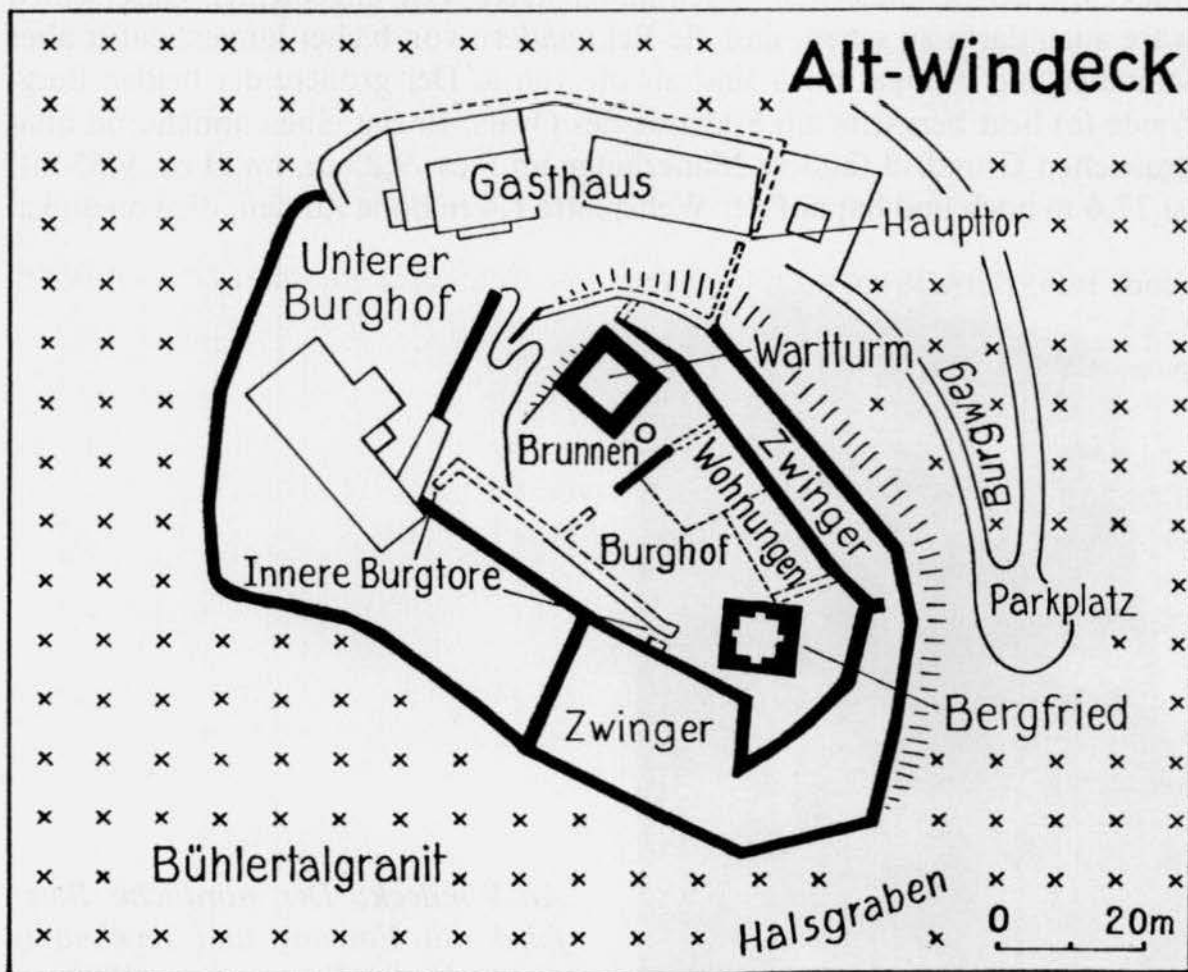 Alt-Windeck
Gasthaus
Haupttor
Unterer
Burghof
Wartturm
Burgweg
Brunnen
Wohnungen
Zwinger
Burghof
Innere Burgtore
Parkplatz
Zwinger
Bergfried
Bühlertalgranit
Halsgraben
0 20m